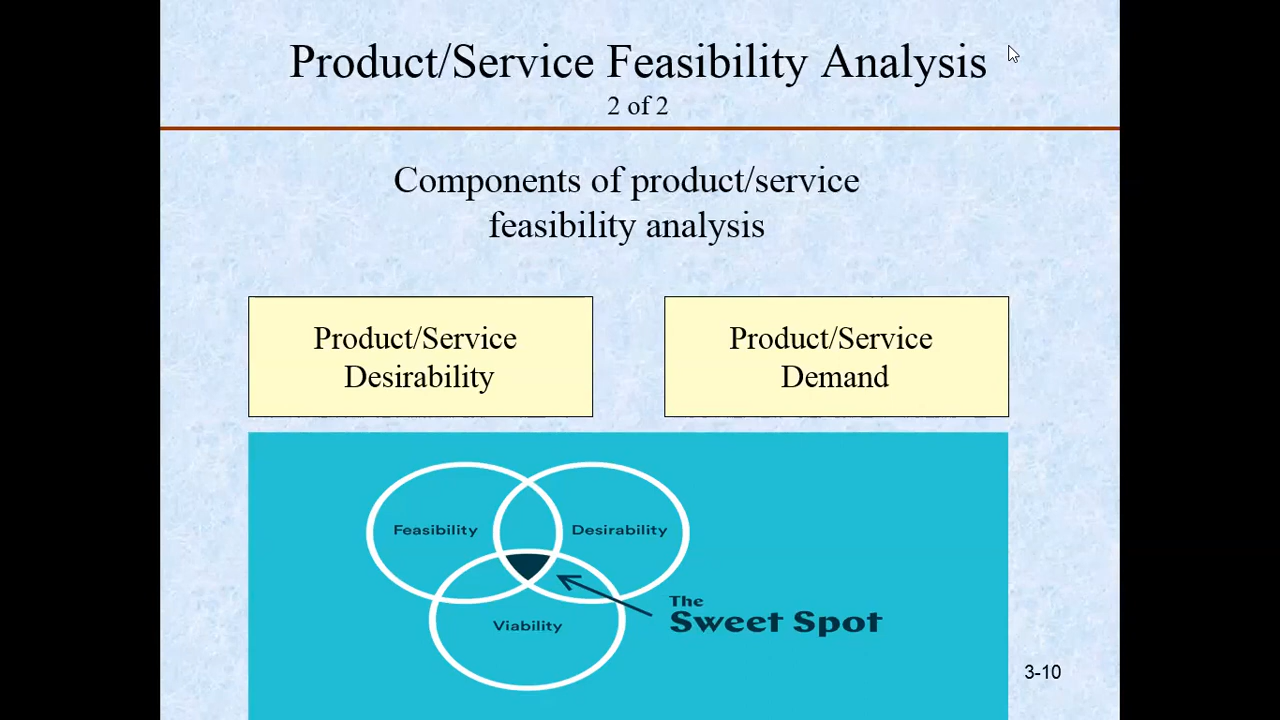 Product/Service Feasibility Analysis
2 of 2
Components of product/service
feasibility analysis
Product/Service
Desirability
Product/Service
Demand
Feasibility
Desirability
Viability
The
Sweet Spot
3-10